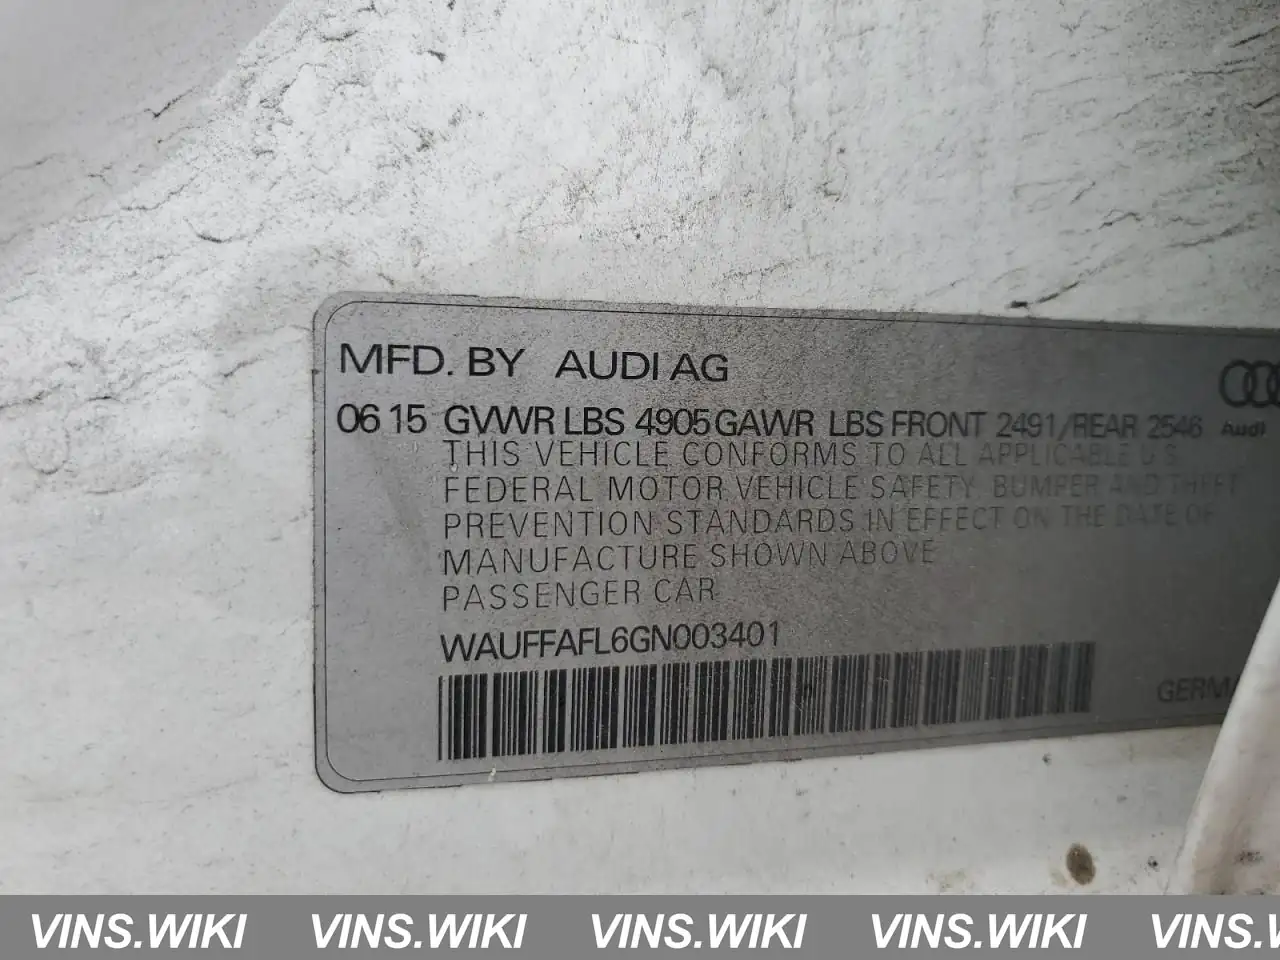 MFD. BY AUDI AG
06 15 GVWR LBS 4905 GAWR LBS FRONT 2491/REAR 2546
Audi
THIS VEHICLE CONFORMS TO ALL APPLICABLE U.S.
FEDERAL MOTOR VEHICLE SAFETY, BUMPER AND THEFT
PREVENTION STANDARDS IN EFFECT ON THE DATE OF
MANUFACTURE SHOWN ABOVE
PASSENGER CAR
WAUFFAFL6GN003401
GERMA
VINS.WIKI VINS.WIKI VINS.WIKI VINS.WIKI VINS.W